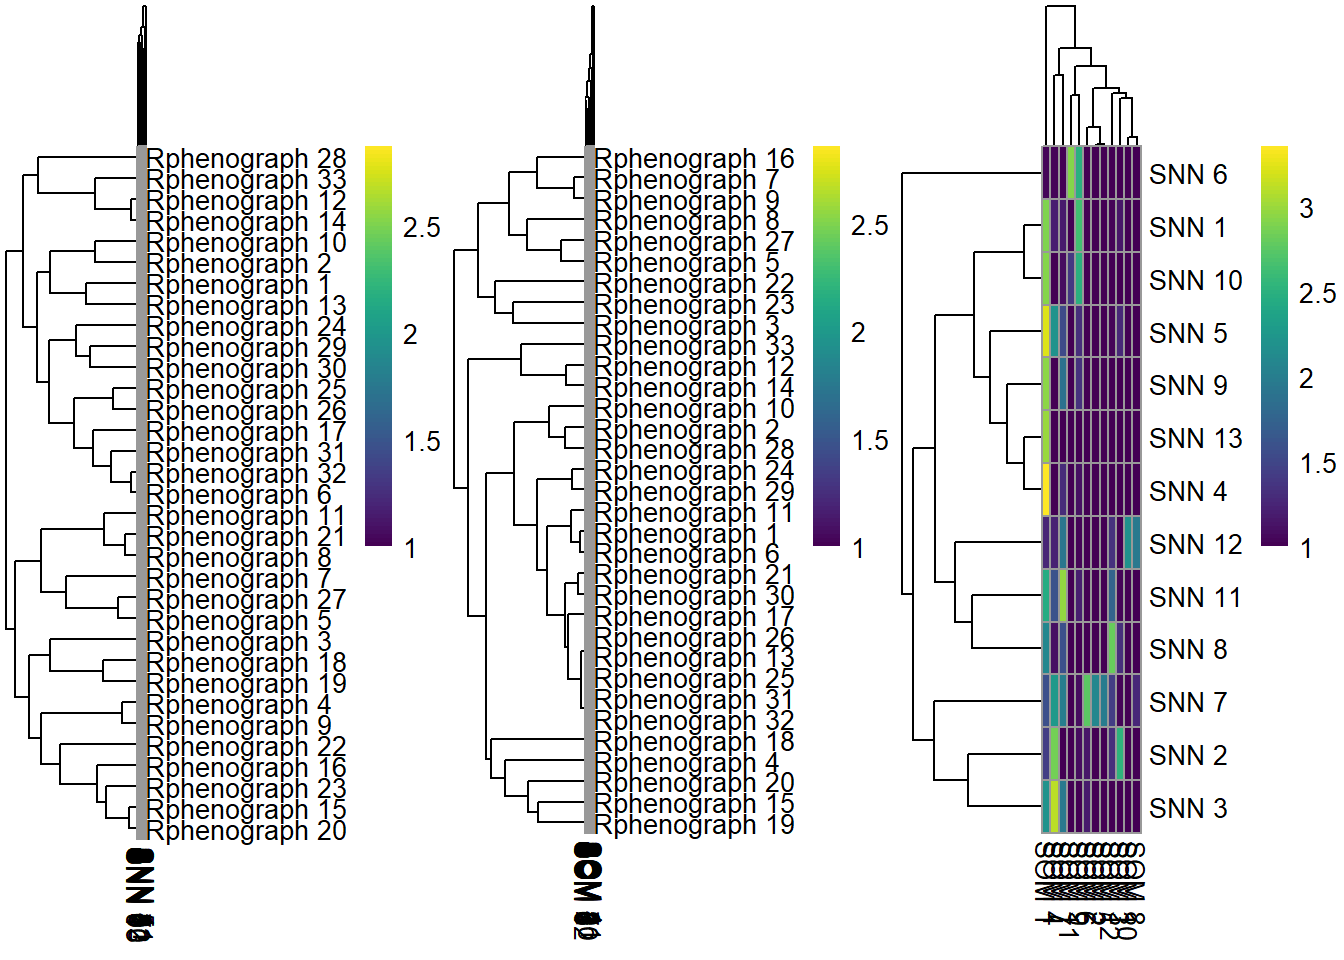 Rphenograph 28
Rphenograph 33
Rphenograph 12
Rphenograph 14
Rphenograph 10
Rphenograph 2
Rphenograph 1
Rphenograph 13
Rphenograph 24
Rphenograph 29
Rphenograph 30
Rphenograph 25
Rphenograph 26
Rphenograph 17
Rphenograph 31
Rphenograph 32
Rphenograph 6
Rphenograph 11
Rphenograph 21
Rphenograph 8
Rphenograph 7
Rphenograph 27
Rphenograph 5
Rphenograph 3
Rphenograph 18
Rphenograph 19
Rphenograph 4
Rphenograph 9
Rphenograph 22
Rphenograph 16
Rphenograph 23
Rphenograph 15
Rphenograph 20
SNN
2.5
2
1.5
1
Rphenograph 16
Rphenograph 7
Rphenograph 9
Rphenograph 8
Rphenograph 27
Rphenograph 5
Rphenograph 22
Rphenograph 23
Rphenograph 3
Rphenograph 33
Rphenograph 12
Rphenograph 14
Rphenograph 10
Rphenograph 2
Rphenograph 28
Rphenograph 24
Rphenograph 29
Rphenograph 11
Rphenograph 1
Rphenograph 6
Rphenograph 21
Rphenograph 30
Rphenograph 17
Rphenograph 26
Rphenograph 13
Rphenograph 25
Rphenograph 31
Rphenograph 32
Rphenograph 18
Rphenograph 4
Rphenograph 20
Rphenograph 15
Rphenograph 19
SOM
2.5
2
1.5
1
SNN 6
SNN 1
SNN 10
SNN 5
SNN 9
SNN 13
SNN 4
SNN 12
SNN 11
SNN 8
SNN 7
SNN 2
SNN 3
SOM
3
2.5
2
1.5
1